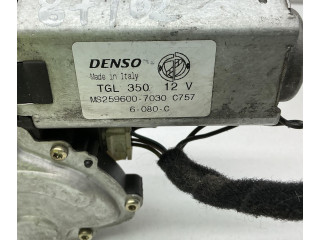 DENSO
Made in Italy
TGL 350 12 V
MS259600-7030 C757
6-080-C